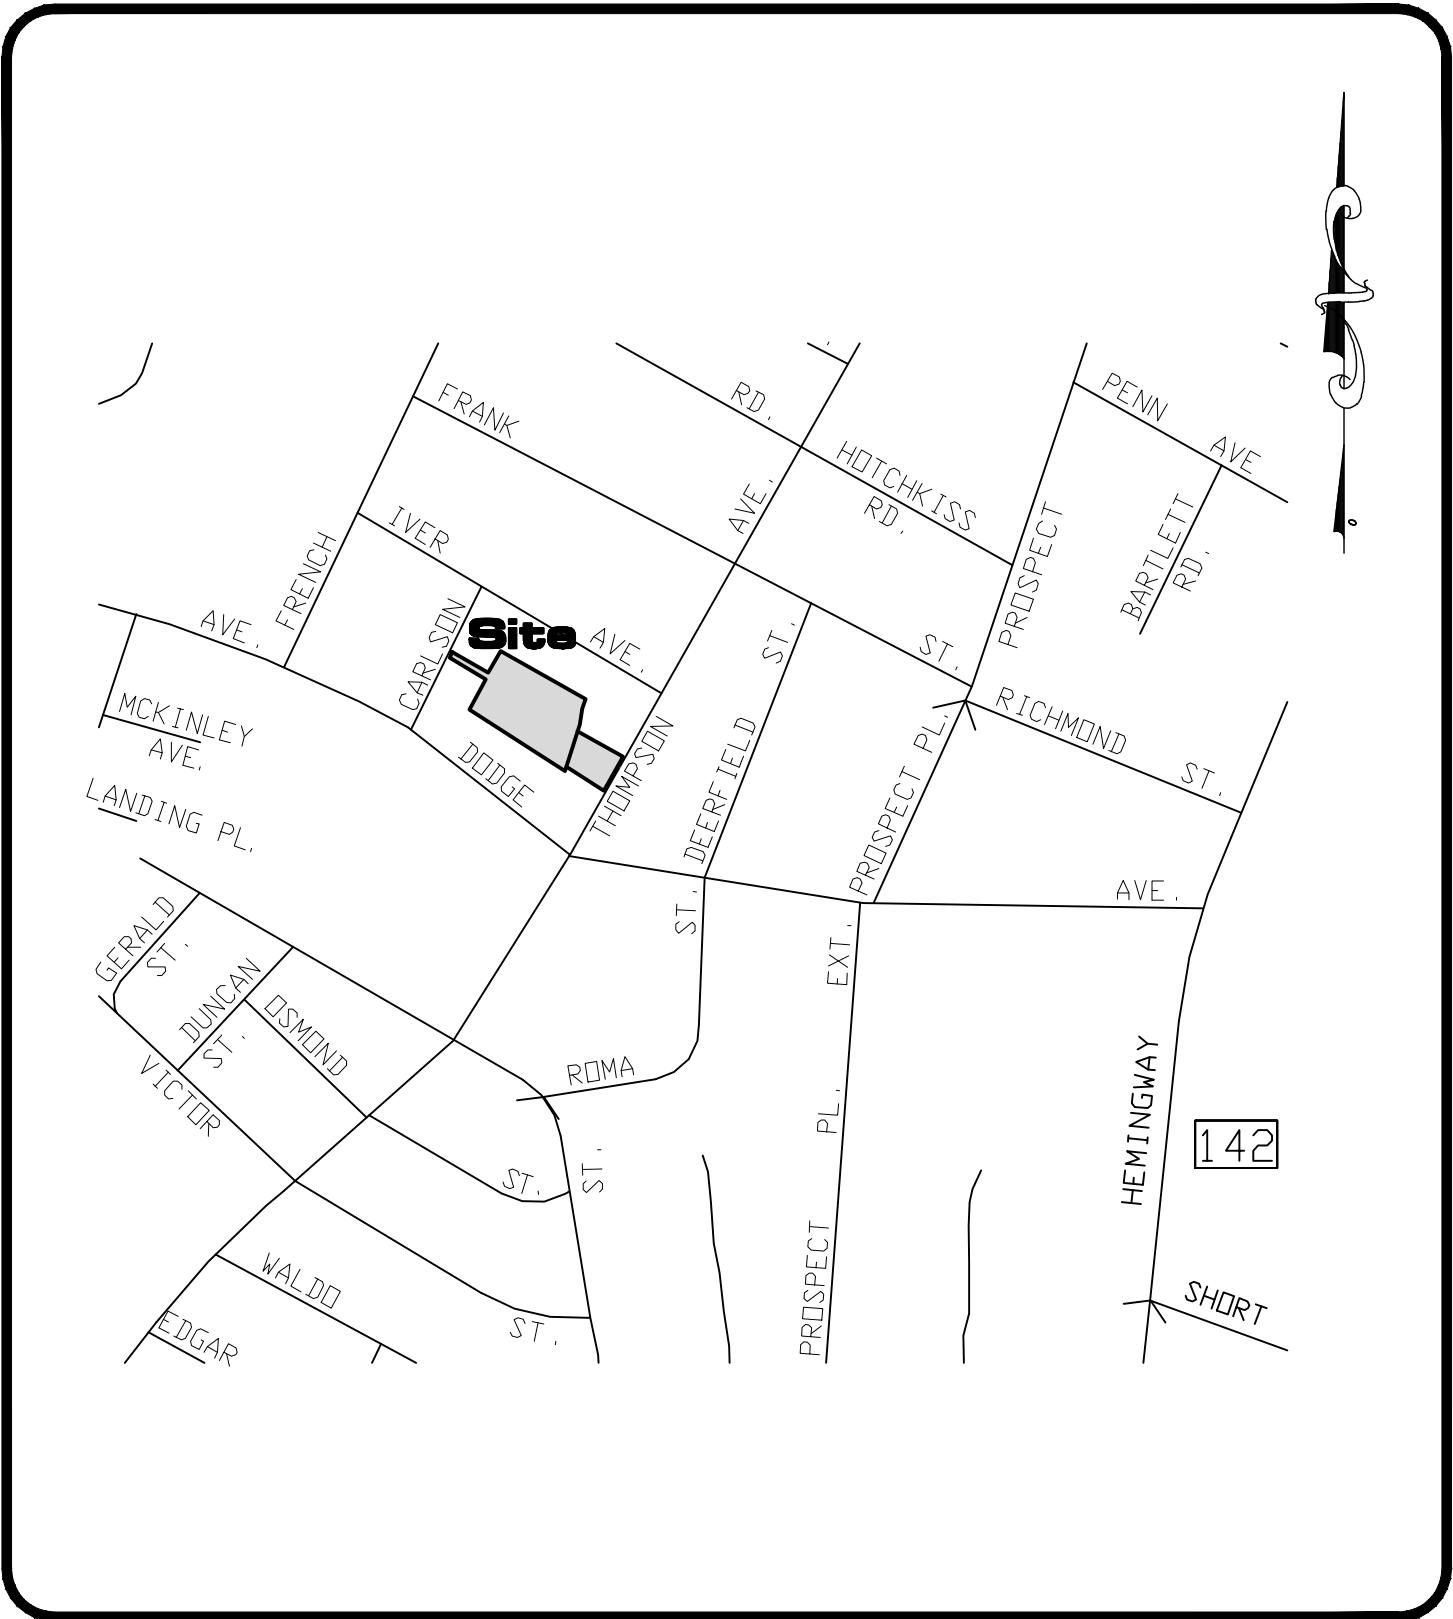 FRANK
RD.
PENN
AVE
HOTCHKISS
RD.
AVE.
IVER
FRENCH
PROSPECT
BARTLETT
RD.
AVE.
CARLSON
Site
AVE.
ST.
ST.
MCKINLEY
AVE.
RICHMOND
ST.
DODGE
THOMPSON
DEERFIELD
PROSPECT PL.
LANDING PL.
AVE.
GERALD
ST.
ST.
EXT.
DUNCAN
ST.
OSMOND
VICTOR
ROMA
PL.
HEMINGWAY
142
ST.
ST.
PROSPECT
WALDO
SHORT
EDGAR
ST.